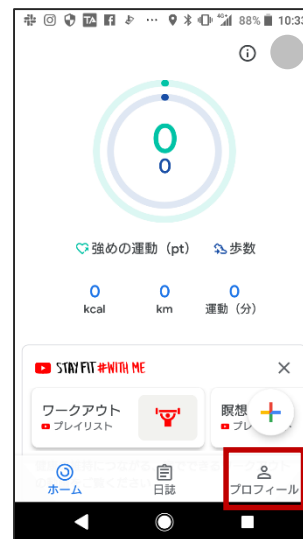 88% 10:33
0
0
強めの運動 (pt) 歩数
0 0 0
kcal km 運動 (分)
STAY FIT #WITH ME
ワークアウト
プレイリスト
瞑想
プレ
ホーム 日誌 プロフィール